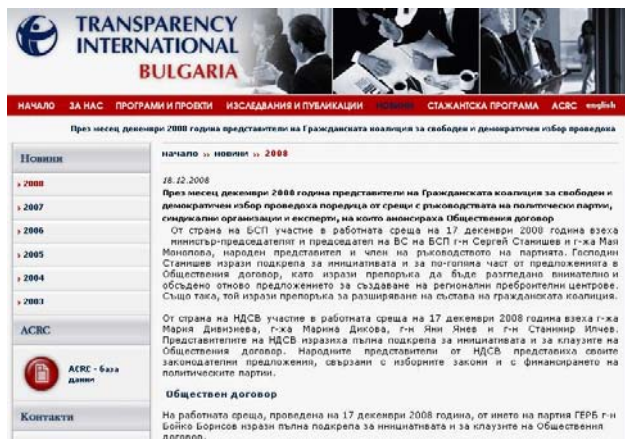 TRANSPARENCY
INTERNATIONAL
BULGARIA
НАЧАЛО ЗА НАС ПРОГРАМИ И ПРОЕКТИ ИЗСЛЕДВАНИЯ И ПУБЛИКАЦИИ НОВИНИ СТАЖАНТСКА ПРОГРАМА ACRC english
През месец декември 2008 година представители на Гражданската коалиция за свободен и демократичен избор проведоха
Новини
› 2008
› 2007
› 2006
› 2005
› 2004
› 2003
ACRC
ACRC - база
данни
Контакти
начало ›› новини ›› 2008
18.12.2008
През месец декември 2008 година представители на Гражданската коалиция за свободен и
демократичен избор проведоха поредица от срещи с ръководствата на политически партии,
синдикални организации и експерти, на които анонсираха Обществения договор
От страна на БСП участие в работната среща на 17 декември 2008 година взеха
министър-председателят и председател на ВС на БСП г-н Сергей Станишев и г-жа Мая
Манолова, народен представител и член на ръководството на партията. Господин
Станишев изрази подкрепа за инициативата и за по-голяма част от предложенията в
Обществения договор, като изрази препоръка да бъде разгледано внимателно и
обсъдено отново предложението за създаване на регионални преброителни центрове.
Също така, той изрази препоръка за разширяване на състава на гражданската коалиция.
От страна на НДСВ участие в работната среща на 17 декември 2008 година взеха г-жа
Мария Дивизиева, г-жа Марина Дикова, г-н Яни Янев и г-н Станимир Илчев.
Представителите на НДСВ изразиха пълна подкрепа за инициативата и за клаузите на
Обществения договор. Народните представители от НДСВ представиха своите
законодателни предложения, свързани с изборните закони и с финансирането на
политическите партии.
Обществен договор
На работната среща, проведена на 17 декември 2008 година, от името на партия ГЕРБ г-н
Бойко Борисов изрази пълна подкрепа за инициативата и за клаузите на Обществения
договор.